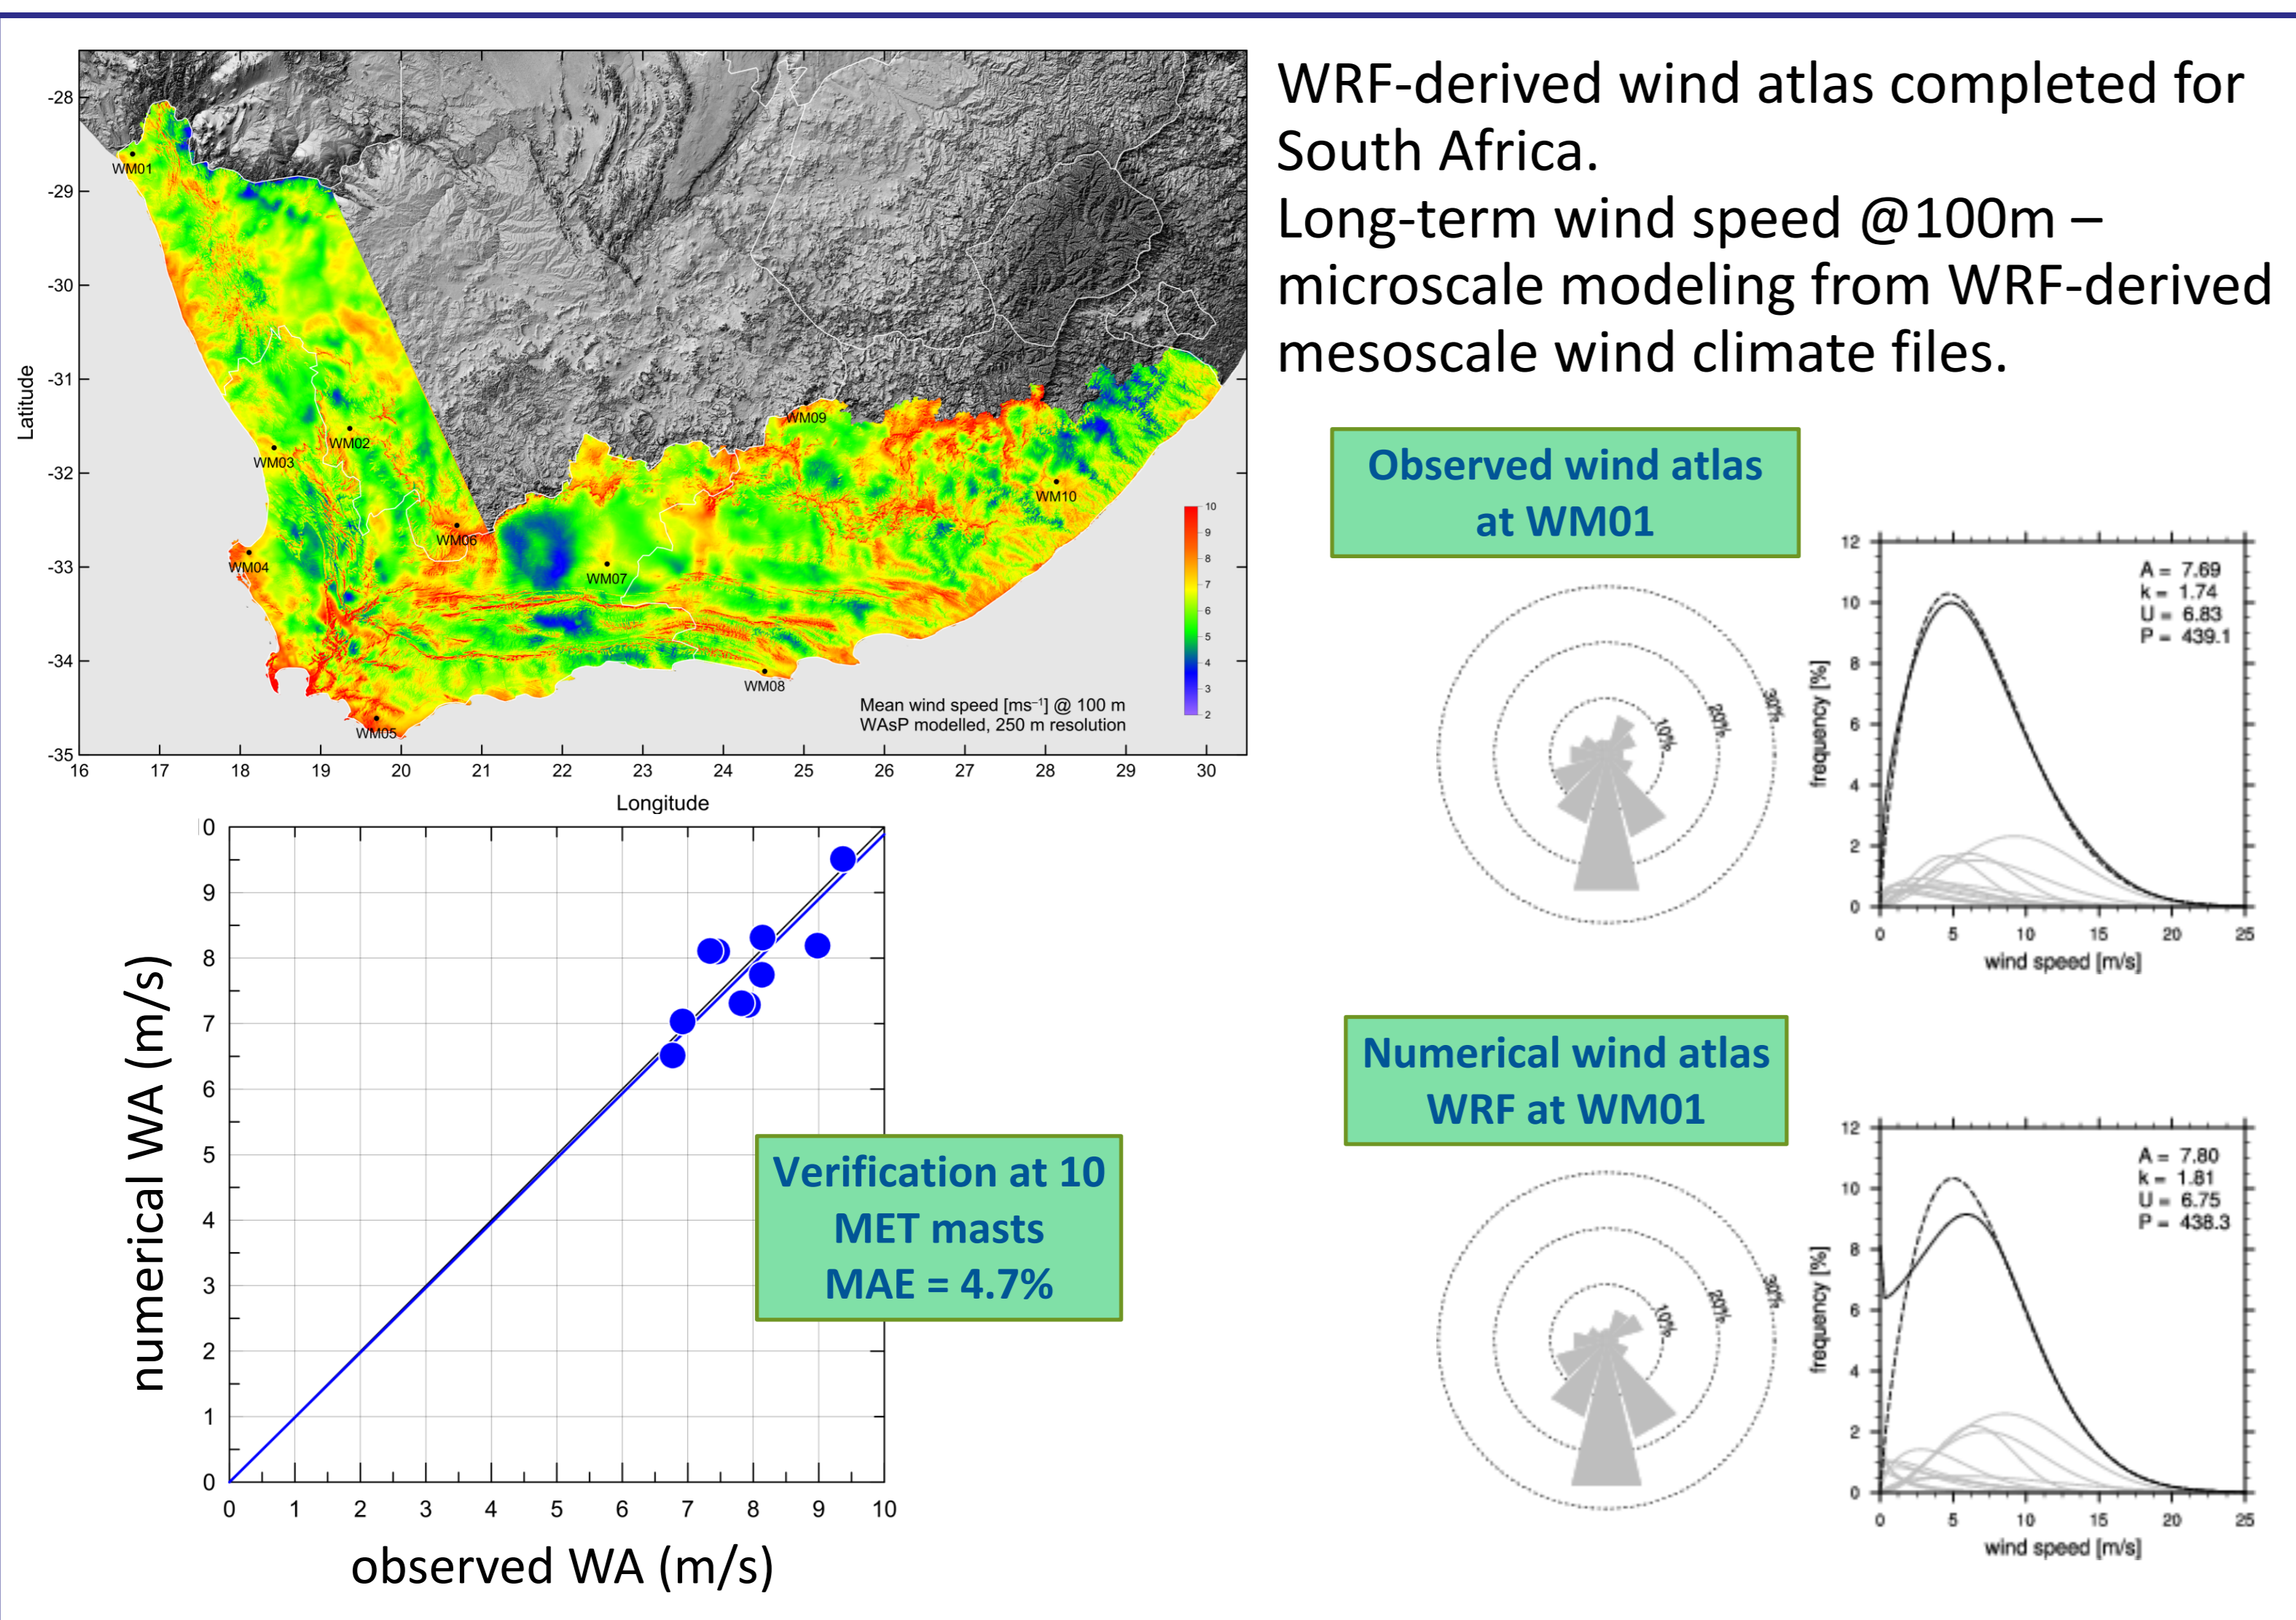 WRF-derived wind atlas completed for
South Africa.
Long-term wind speed @100m –
microscale modeling from WRF-derived
mesoscale wind climate files.
Latitude
-28
-29
-30
-31
-32
-33
-34
-35
16 17 18 19 20 21 22 23 24 25 26 27 28 29 30
Longitude
WM01
WM09
WM02
WM03
WM10
WM06
WM04
WM07
WM08
WM05
10
9
8
7
6
5
4
3
2
Mean wind speed [ms⁻¹] @ 100 m
WAsP modelled, 250 m resolution
Observed wind atlas
at WM01
10%
20%
30%
frequency [%]
12
10
8
6
4
2
0
0 5 10 15 20 25
wind speed [m/s]
A = 7.69
k = 1.74
U = 6.83
P = 439.1
numerical WA (m/s)
0
9
8
7
6
5
4
3
2
1
0
0 1 2 3 4 5 6 7 8 9 10
observed WA (m/s)
Verification at 10
MET masts
MAE = 4.7%
Numerical wind atlas
WRF at WM01
10%
20%
30%
frequency [%]
12
10
8
6
4
2
0
0 5 10 15 20 25
wind speed [m/s]
A = 7.80
k = 1.81
U = 6.75
P = 438.3